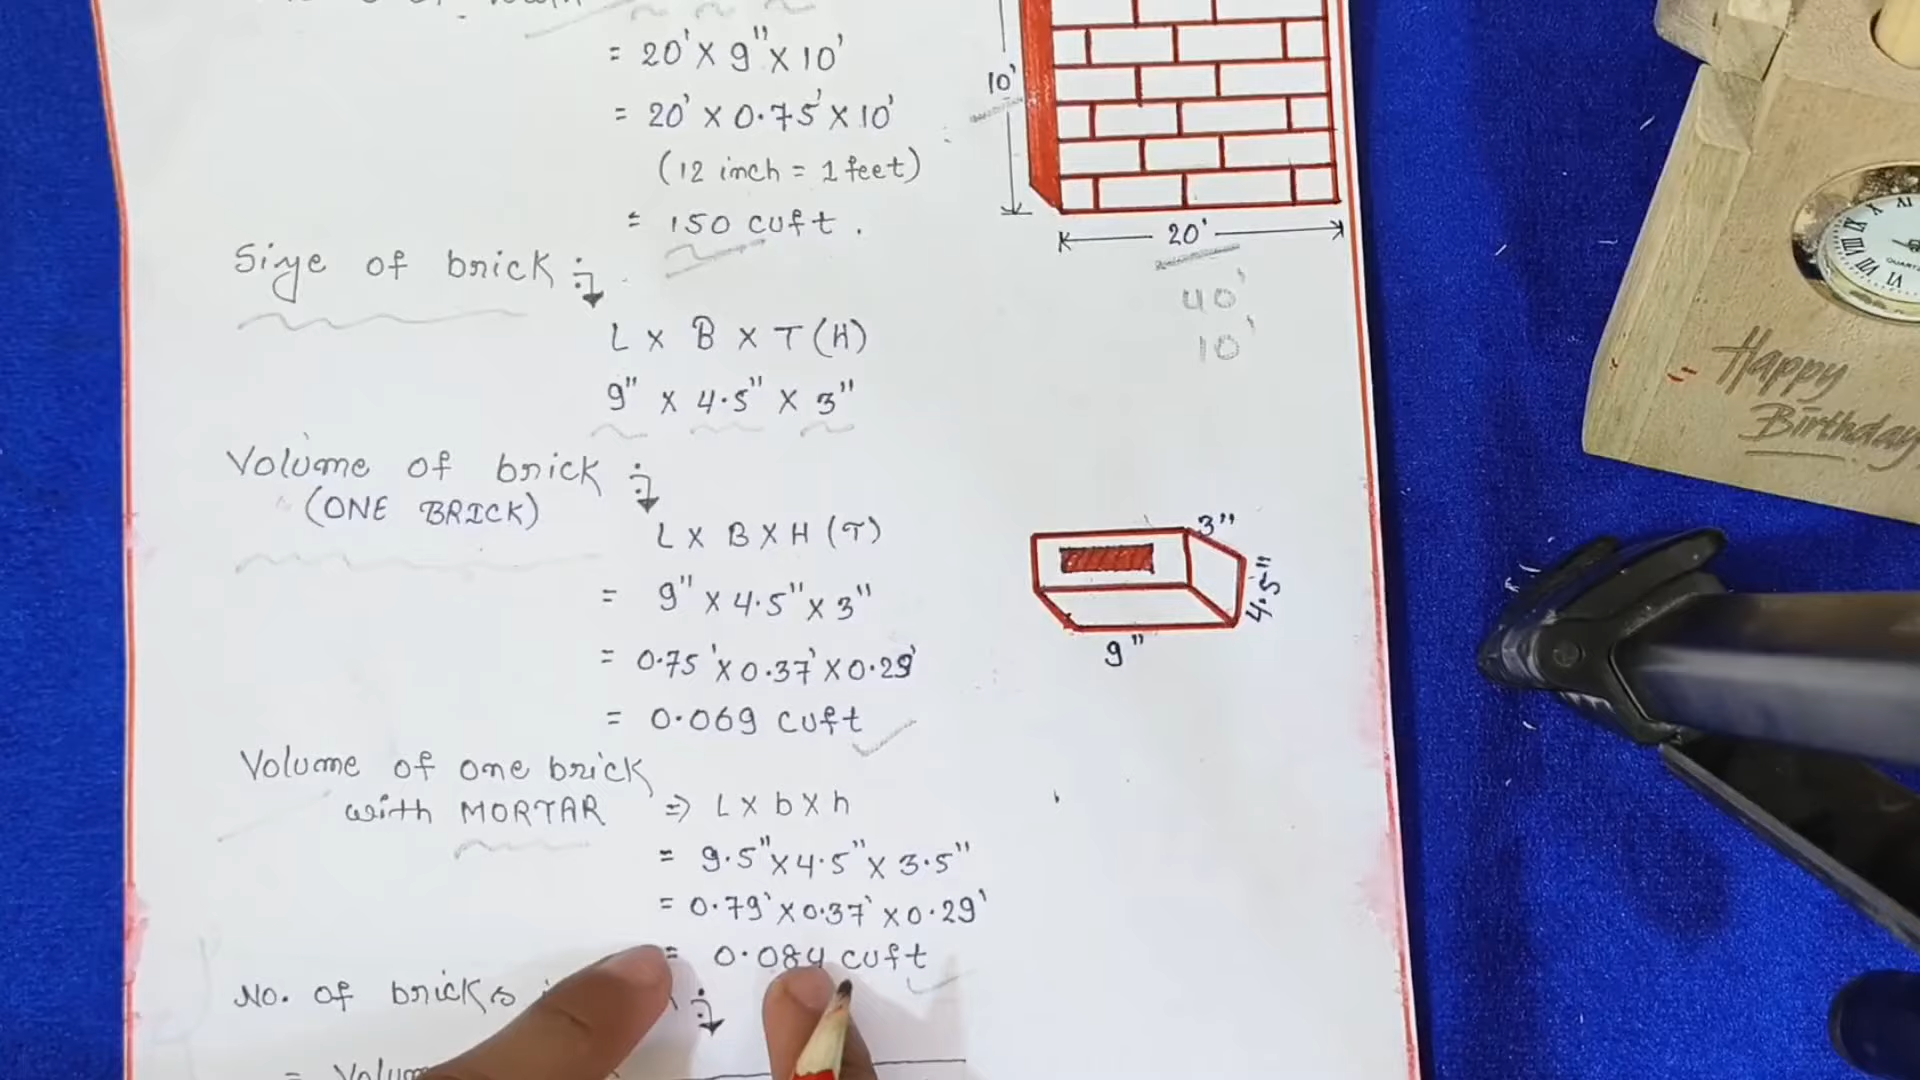 = 20' X 9" X 10'
= 20' X 0.75' X 10'
(12 inch = 1 feet)
= 150 cuft.
10'
20'
40'
10'
Size of brick :
L X B X T (H)
9" X 4.5" X 3"
Volume of brick :
(ONE BRICK)
L X B X H (T)
= 9" X 4.5" X 3"
= 0.75' X 0.37' X 0.29'
= 0.069 cuft
3"
4.5"
9"
Volume of one brick
with MORTAR => L X b X h
= 9.5" X 4.5" X 3.5"
= 0.79' X 0.37' X 0.29'
= 0.084 cuft
No. of bricks
=
Happy
Birthday
QUARTZ